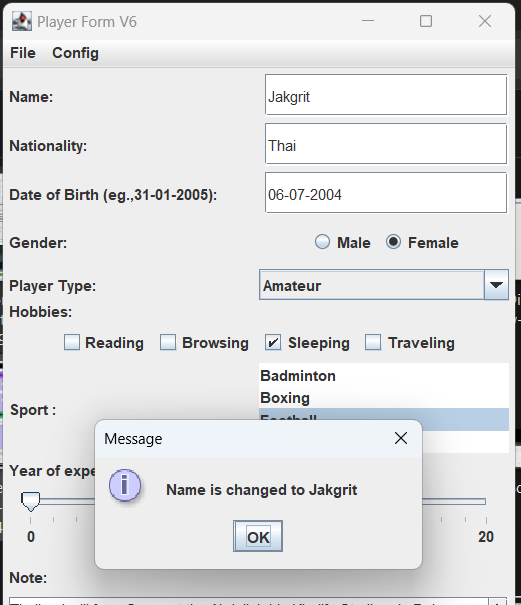 Player Form V6
File Config
Name: Jakgrit
Nationality: Thai
Date of Birth (eg.,31-01-2005): 06-07-2004
Gender: Male Female
Player Type: Amateur
Hobbies:
Reading Browsing Sleeping Traveling
Badminton
Boxing
Sport : Football
Message
Year of expe
Name is changed to Jakgrit
OK
0 20
Note: